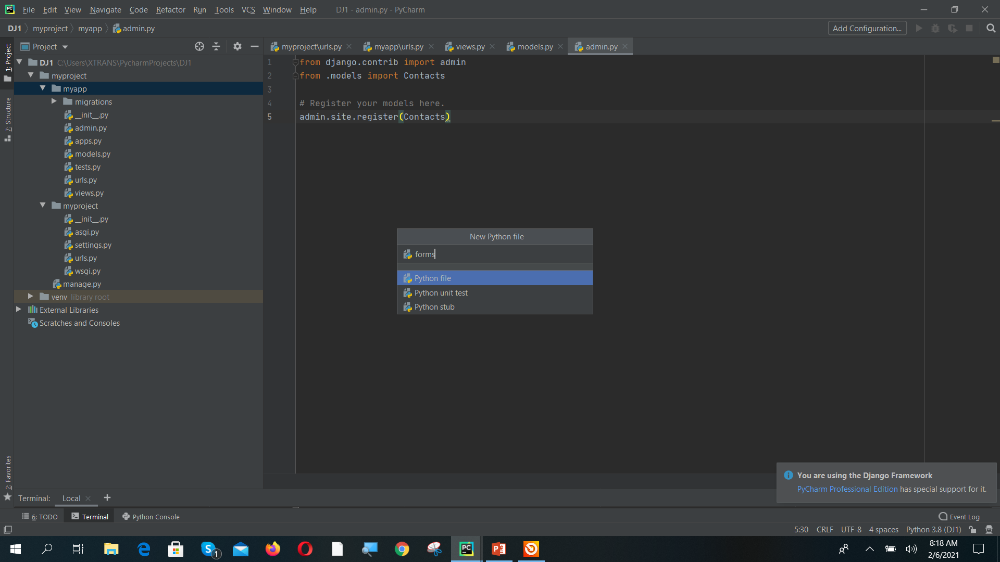 File Edit View Navigate Code Refactor Run Tools VCS Window Help DJ1 - admin.py - PyCharm
DJ1 myproject myapp admin.py Add Configuration...
1: Project
7: Structure
2: Favorites
Project
DJ1 C:\Users\XTRANS\PycharmProjects\DJ1
myproject
myapp
migrations
__init__.py
admin.py
apps.py
models.py
tests.py
urls.py
views.py
myproject
__init__.py
asgi.py
settings.py
urls.py
wsgi.py
manage.py
venv library root
External Libraries
Scratches and Consoles
myproject\urls.py myapp\urls.py views.py models.py admin.py
1 from django.contrib import admin
2 from .models import Contacts
3
4 # Register your models here.
5 admin.site.register(Contacts)
New Python file
forms
Python file
Python unit test
Python stub
You are using the Django Framework
PyCharm Professional Edition has special support for it.
Terminal: Local
6: TODO Terminal Python Console Event Log
5:30 CRLF UTF-8 4 spaces Python 3.8 (DJ1)
8:18 AM
2/6/2021